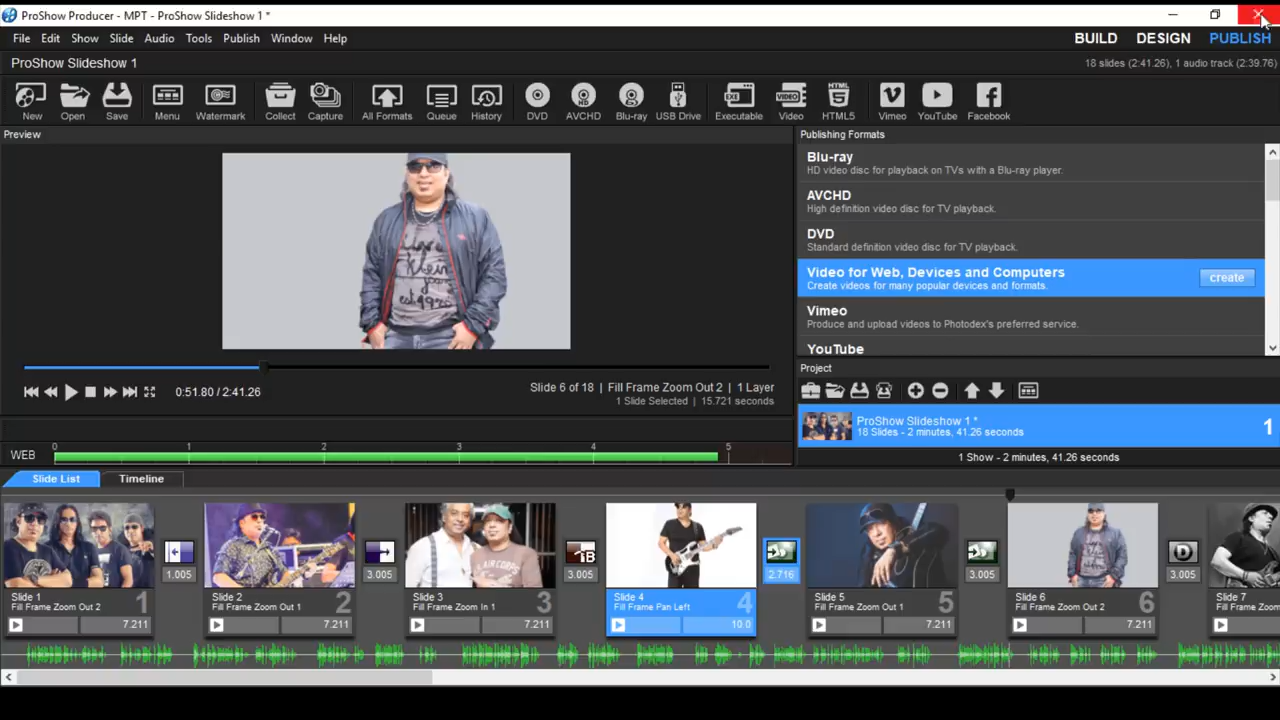 ProShow Producer - MPT - ProShow Slideshow 1 *
File Edit Show Slide Audio Tools Publish Window Help
BUILD DESIGN PUBLISH
ProShow Slideshow 1
18 slides (2:41.26), 1 audio track (2:39.76)
New Open Save Menu Watermark Collect Capture All Formats Queue History DVD AVCHD Blu-ray USB Drive Executable Video HTML5 Vimeo YouTube Facebook
Preview
Publishing Formats
Blu-ray
HD video disc for playback on TVs with a Blu-ray player.
AVCHD
High definition video disc for TV playback.
DVD
Standard definition video disc for TV playback.
Video for Web, Devices and Computers
Create videos for many popular devices and formats.
create
Vimeo
Produce and upload videos to Photodex's preferred service.
YouTube
0:51.80 / 2:41.26
Slide 6 of 18 | Fill Frame Zoom Out 2 | 1 Layer
1 Slide Selected | 15.721 seconds
Project
ProShow Slideshow 1 *
18 Slides - 2 minutes, 41.26 seconds
1
1 Show - 2 minutes, 41.26 seconds
WEB 0 1 2 3 4 5
Slide List Timeline
1.005 3.005 3.005 2.716 3.005 3.005
Slide 1
Fill Frame Zoom Out 2
1
7.211
Slide 2
Fill Frame Zoom Out 1
2
7.211
Slide 3
Fill Frame Zoom In 1
3
7.211
Slide 4
Fill Frame Pan Left
4
10.0
Slide 5
Fill Frame Zoom Out 1
5
7.211
Slide 6
Fill Frame Zoom Out 2
6
7.211
Slide 7
Fill Frame Zoom